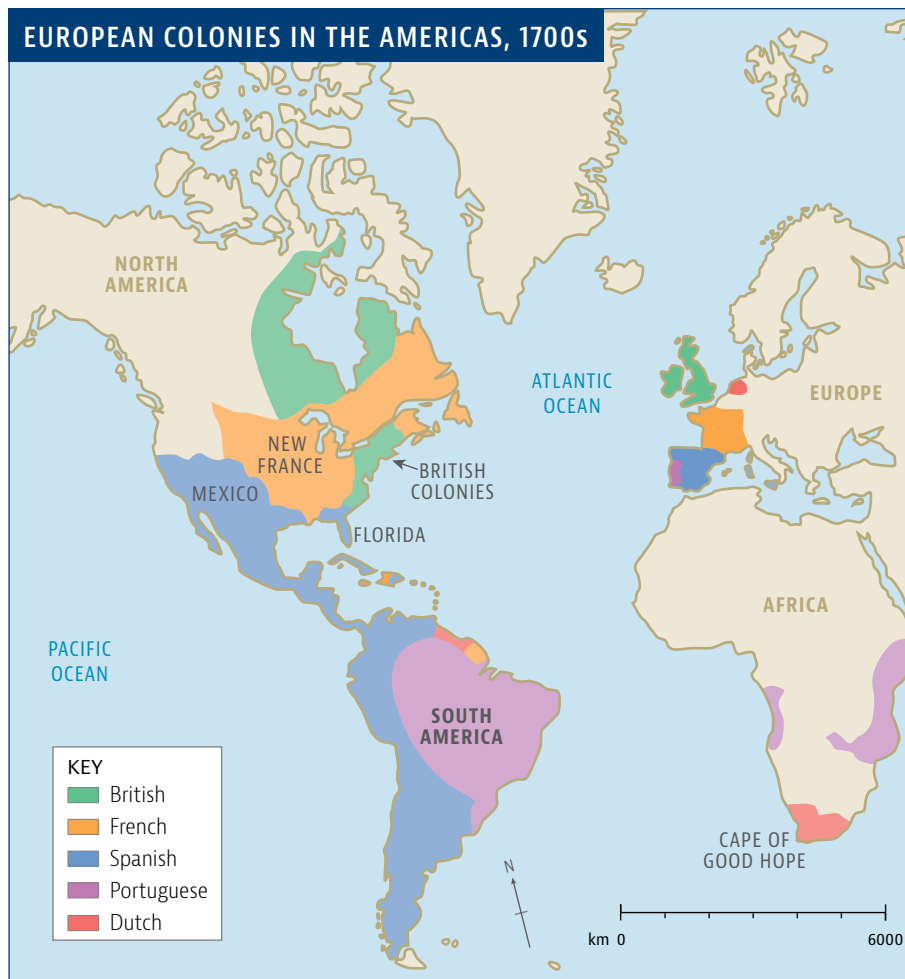 EUROPEAN COLONIES IN THE AMERICAS, 1700s
NORTH
AMERICA
ATLANTIC
OCEAN
EUROPE
NEW
FRANCE
BRITISH
COLONIES
MEXICO
FLORIDA
AFRICA
PACIFIC
OCEAN
SOUTH
AMERICA
KEY
British
French
Spanish
Portuguese
Dutch
CAPE OF
GOOD HOPE
N
km 0 6000